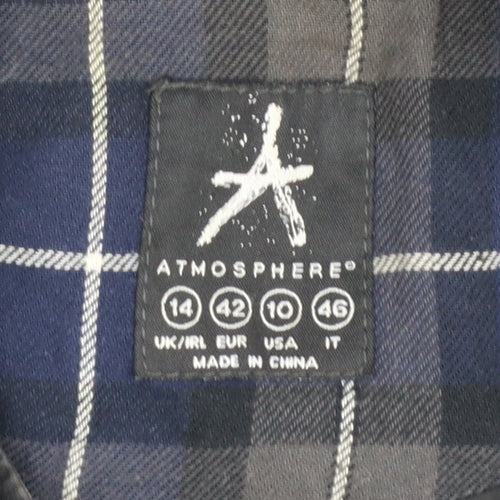 ATMOSPHERE®
14 42 10 46
UK/IRL EUR USA IT
MADE IN CHINA